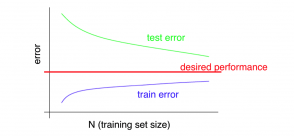 test error
desired performance
error
train error
N (training set size)